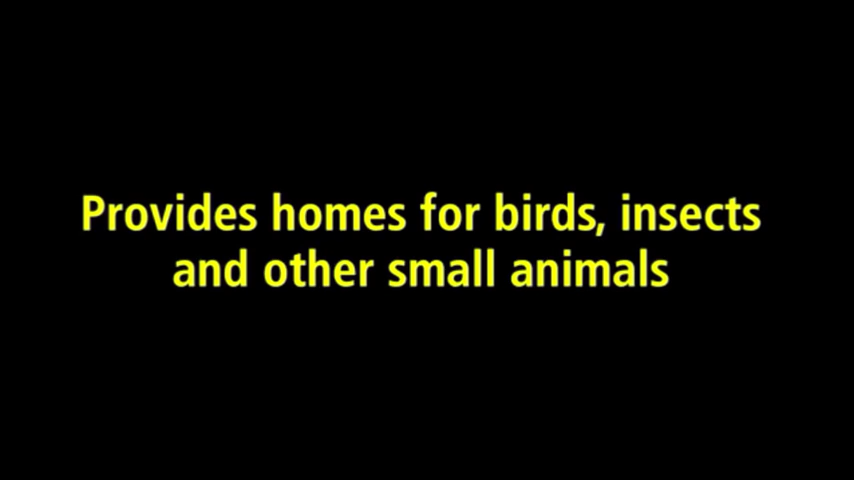 Provides homes for birds, insects
and other small animals